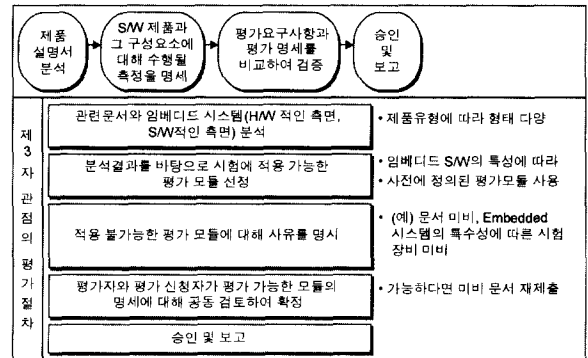 제품
설명서
분석
S/W 제품과
그 구성요소에
대해 수행될
측정을 명세
평가요구사항과
평가 명세를
비교하여 검증
승인
및
보고
제
3
자
관
점
의
평
가
절
차
관련문서와 임베디드 시스템(H/W 적인 측면,
S/W적인 측면) 분석
• 제품유형에 따라 형태 다양
분석결과를 바탕으로 시험에 적용 가능한
평가 모듈 선정
• 임베디드 S/W의 특성에 따라
• 사전에 정의된 평가모듈 사용
적용 불가능한 평가 모듈에 대해 사유를 명시
• (예) 문서 미비, Embedded
시스템의 특수성에 따른 시험
장비 미비
평가자와 평가 신청자가 평가 가능한 모듈의
명세에 대해 공동 검토하여 확정
• 가능하다면 미비 문서 재제출
승인 및 보고